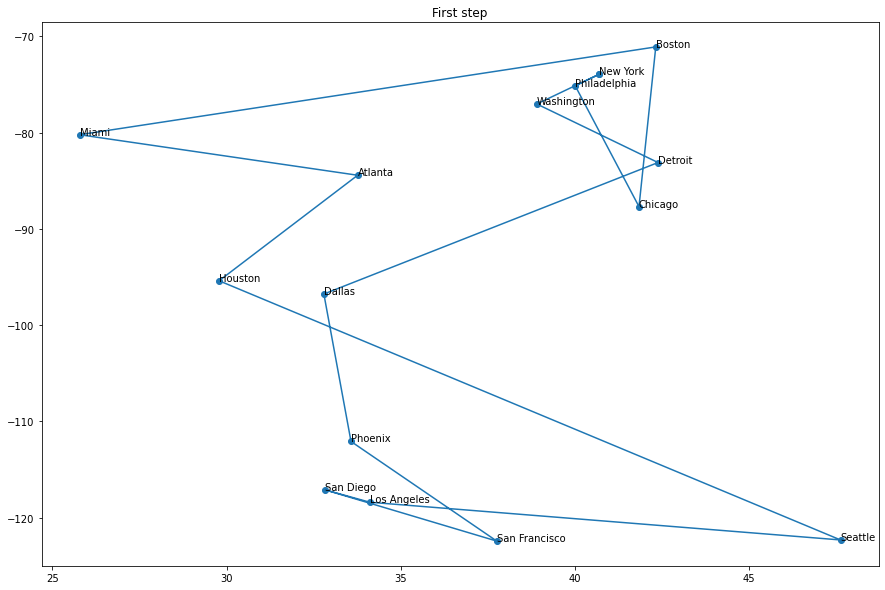 First step
−70
Boston
New York
Philadelphia
Washington
−80
Miami
Detroit
Atlanta
Chicago
−90
Houston
Dallas
−100
−110
Phoenix
San Diego
Los Angeles
−120
San Francisco
Seattle
25
30
35
40
45